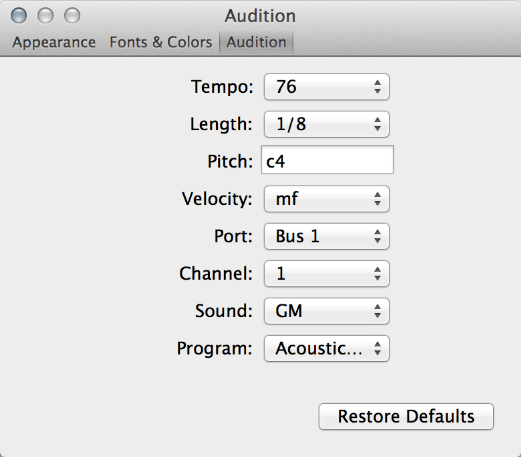 Audition
Appearance Fonts & Colors Audition
Tempo: 76
Length: 1/8
Pitch: c4
Velocity: mf
Port: Bus 1
Channel: 1
Sound: GM
Program: Acoustic...
Restore Defaults